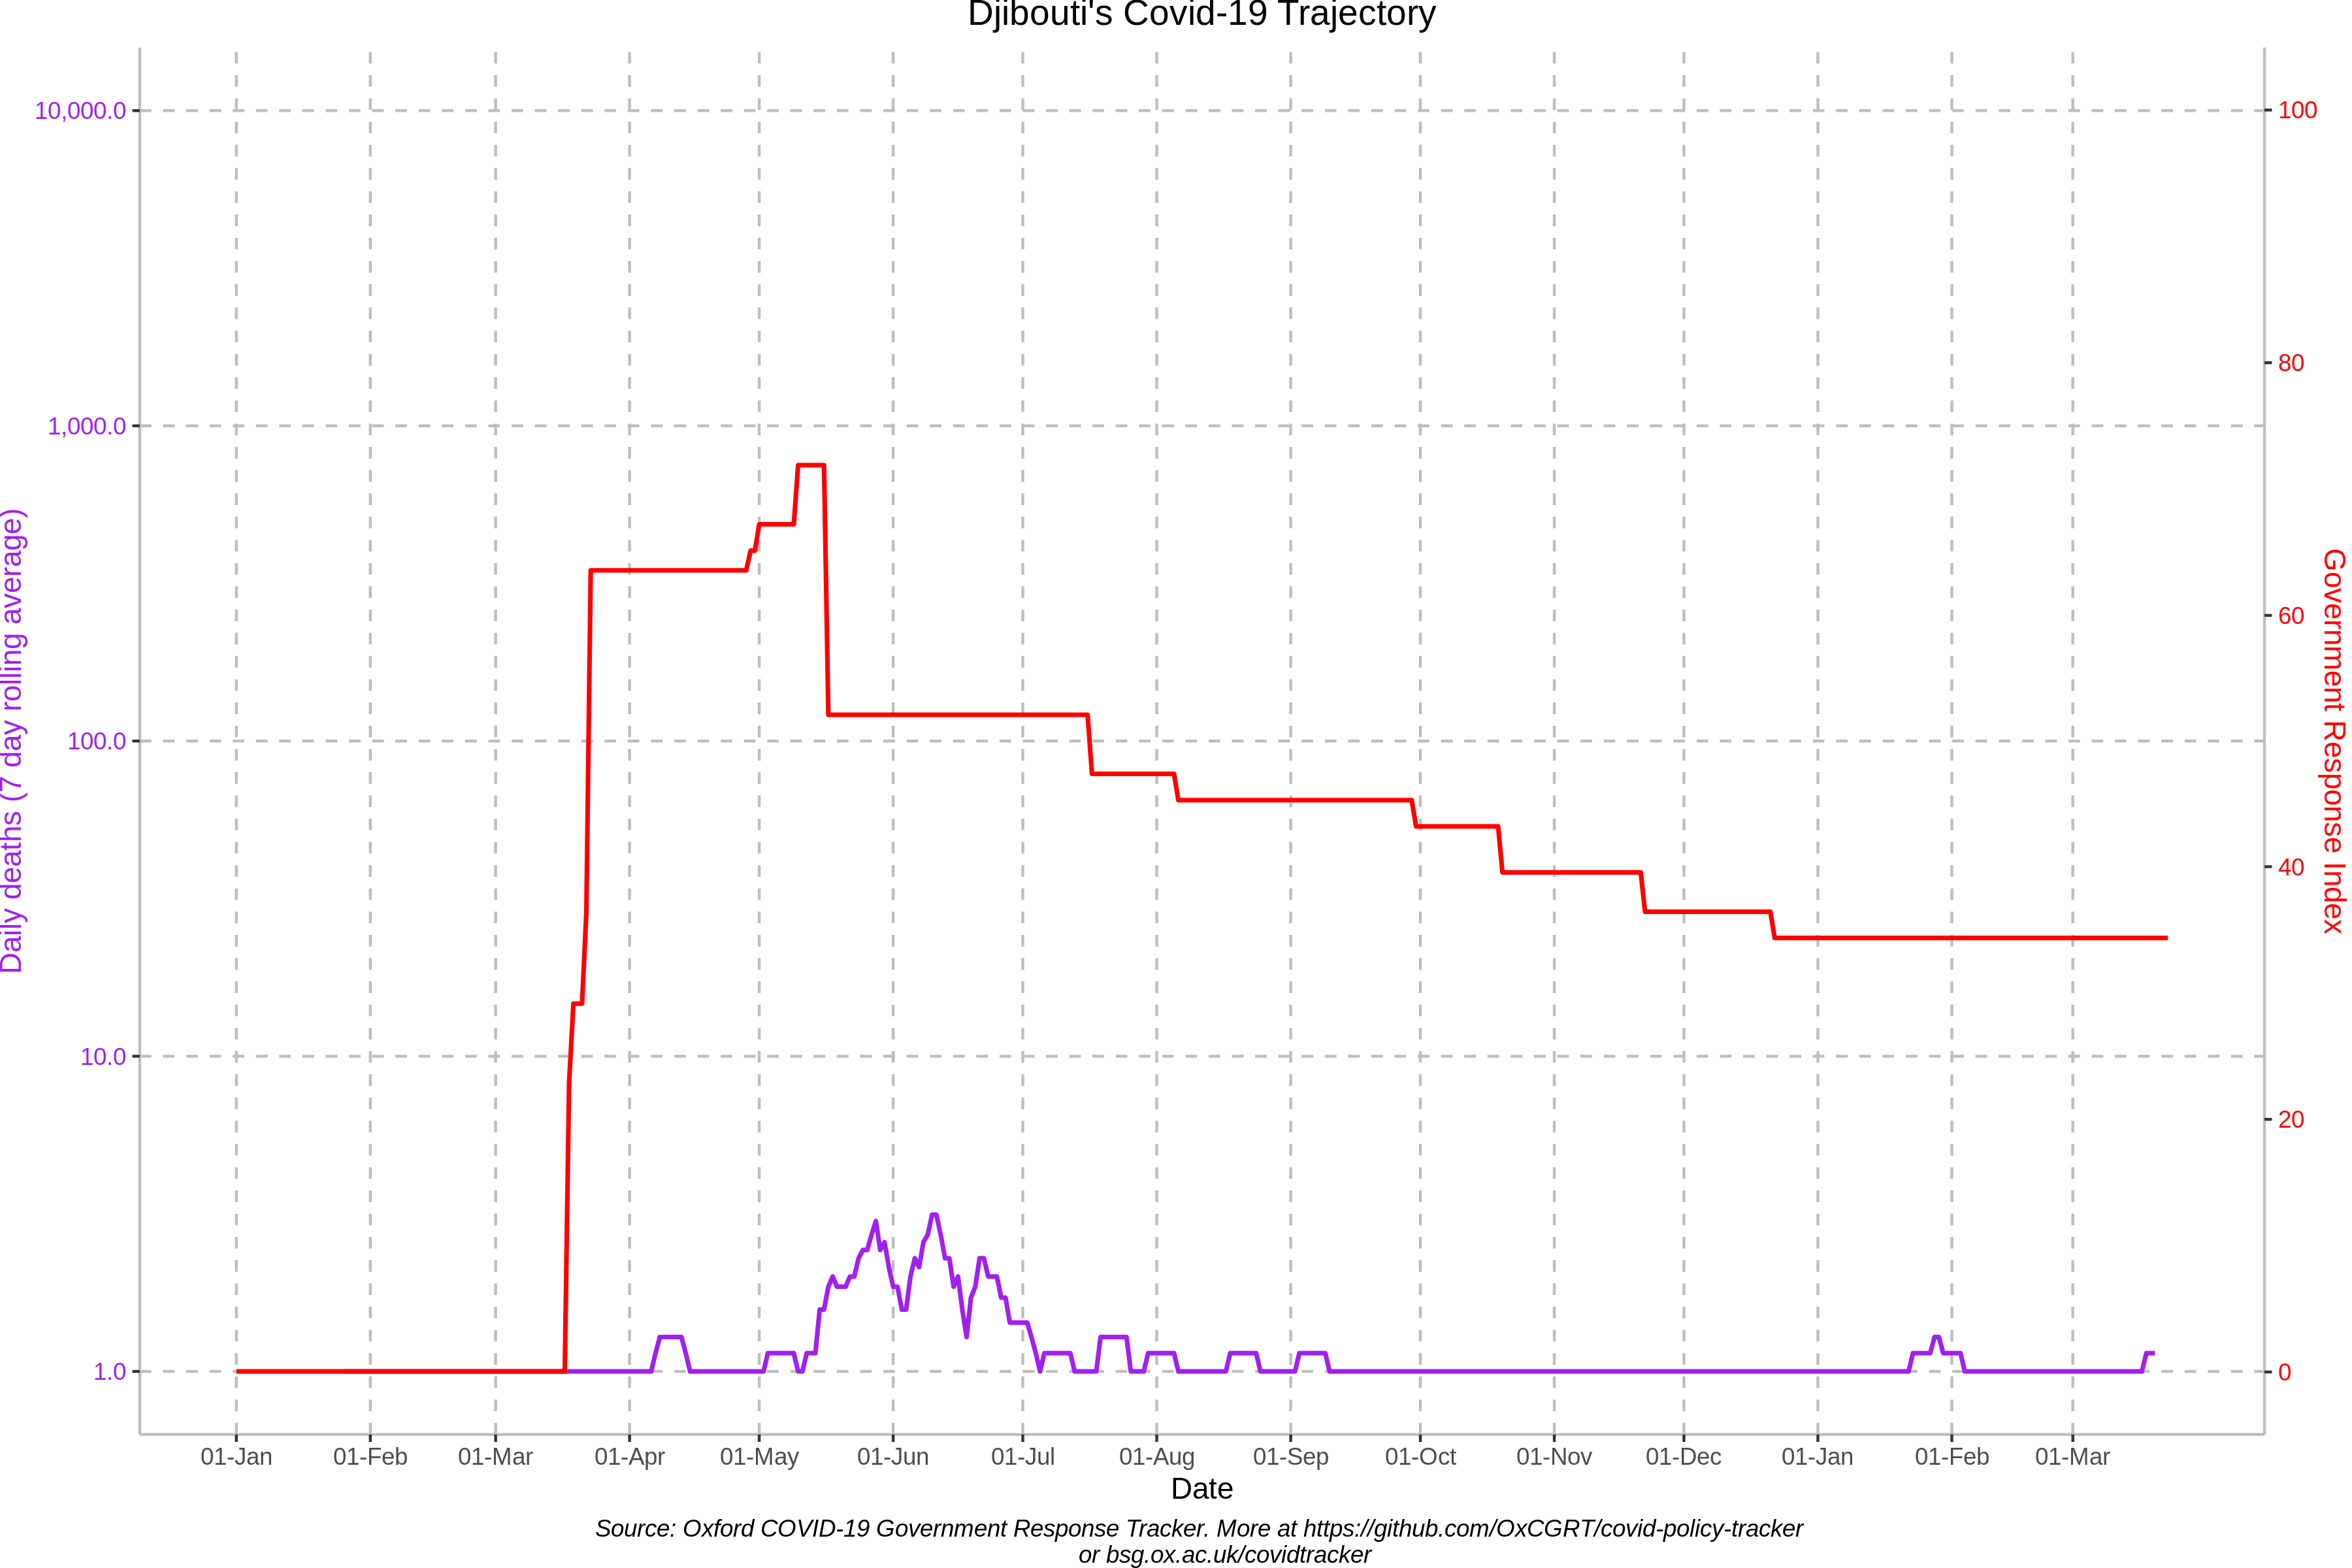 Djibouti's Covid-19 Trajectory
10,000.0
1,000.0
100.0
10.0
1.0
Daily deaths (7 day rolling average)
100
80
60
40
20
0
Government Response Index
01-Jan 01-Feb 01-Mar 01-Apr 01-May 01-Jun 01-Jul 01-Aug 01-Sep 01-Oct 01-Nov 01-Dec 01-Jan 01-Feb 01-Mar
Date
Source: Oxford COVID-19 Government Response Tracker. More at https://github.com/OxCGRT/covid-policy-tracker
or bsg.ox.ac.uk/covidtracker